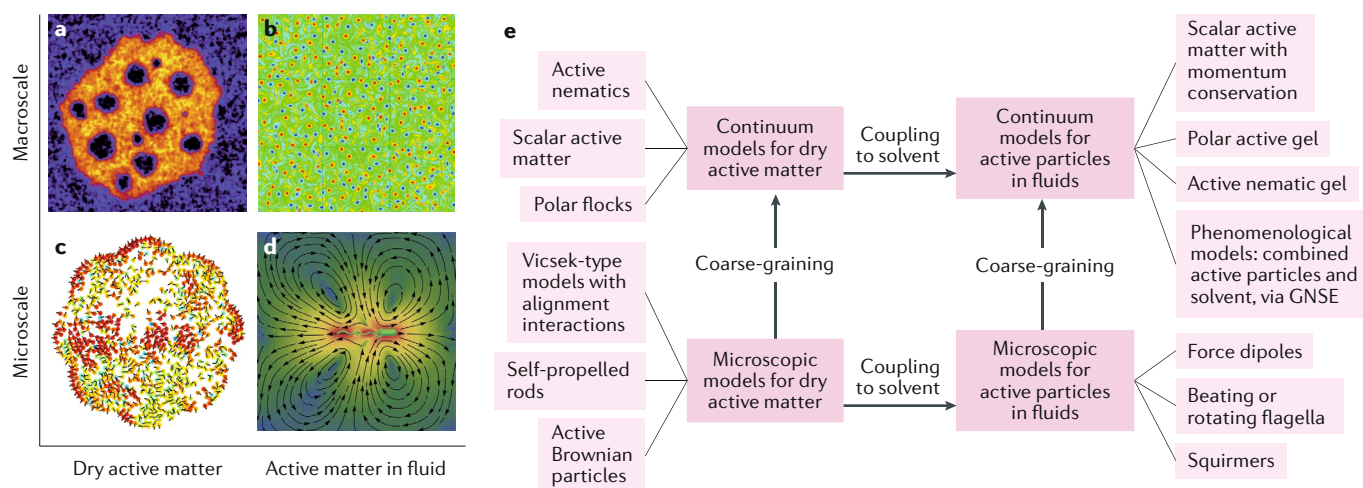 a
b
c
d
Macroscale
Microscale
Dry active matter
Active matter in fluid
e
Active
nematics
Scalar active
matter
Polar flocks
Continuum
models for dry
active matter
Coupling
to solvent
Continuum
models for
active particles
in fluids
Scalar active
matter with
momentum
conservation
Polar active gel
Active nematic gel
Phenomenological
models: combined
active particles and
solvent, via GNSE
Coarse-graining
Coarse-graining
Vicsek-type
models with
alignment
interactions
Self-propelled
rods
Active
Brownian
particles
Microscopic
models for dry
active matter
Coupling
to solvent
Microscopic
models for
active particles
in fluids
Force dipoles
Beating or
rotating flagella
Squirmers